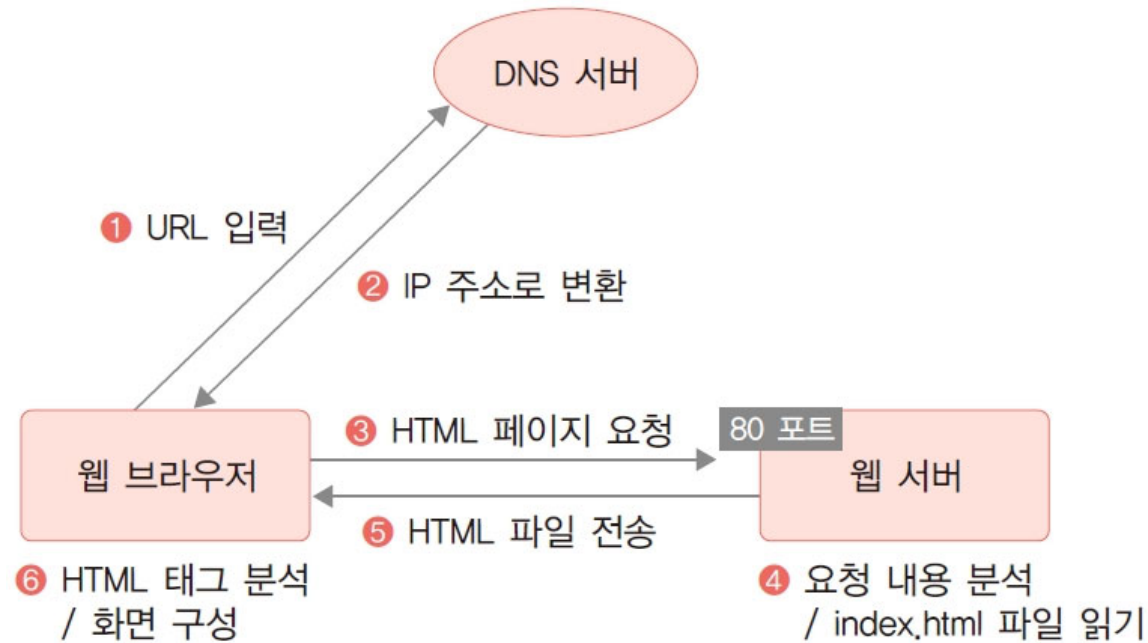 DNS 서버
❶ URL 입력
❷ IP 주소로 변환
❸ HTML 페이지 요청
80 포트
웹 브라우저
웹 서버
❺ HTML 파일 전송
❻ HTML 태그 분석
/ 화면 구성
❹ 요청 내용 분석
/ index.html 파일 읽기